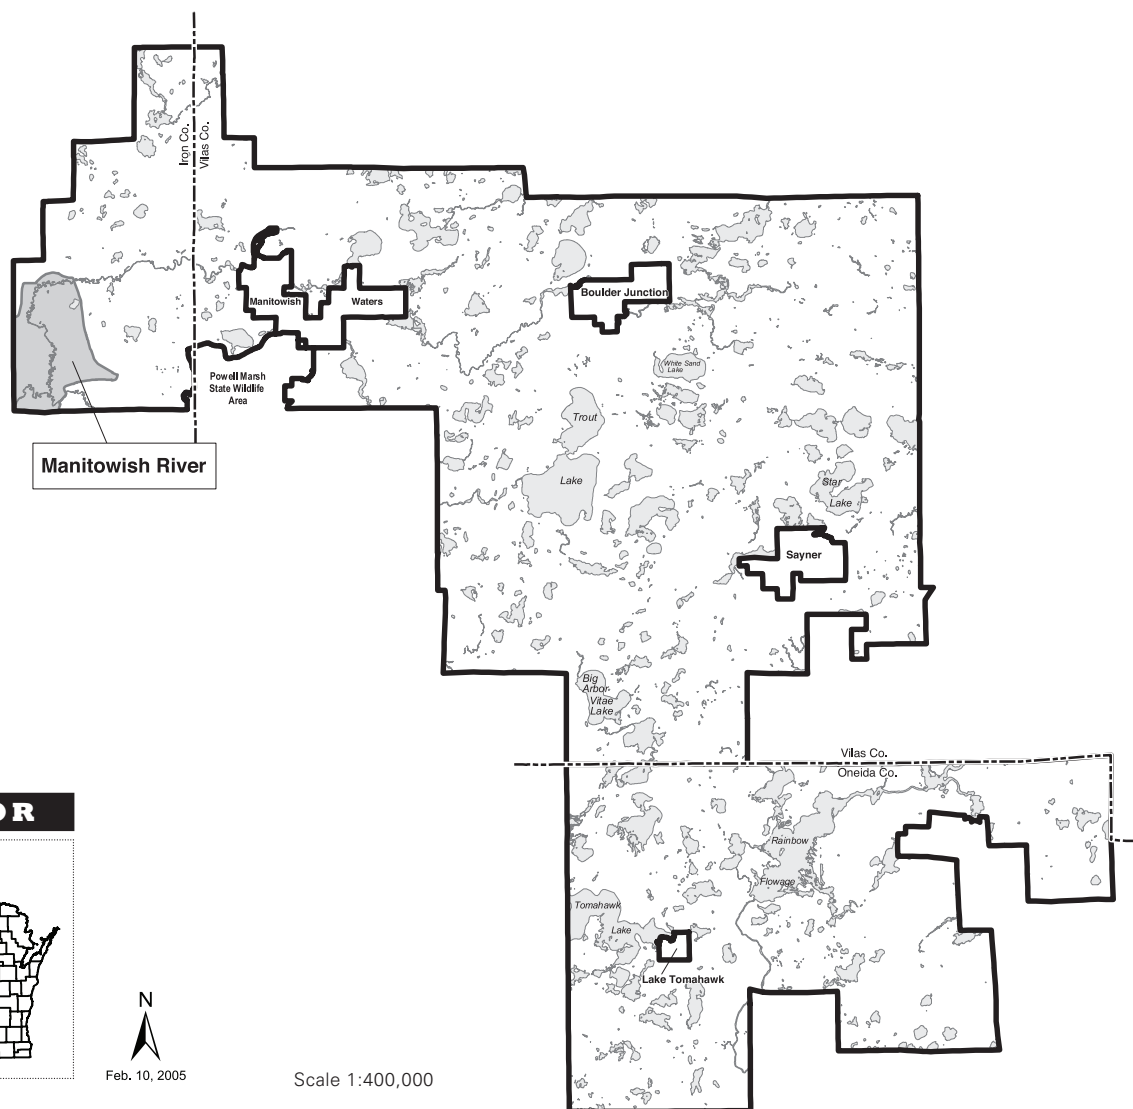 Iron Co.
Vilas Co.
Manitowish
Waters
Boulder Junction
Powell Marsh
State Wildlife
Area
White Sand
Lake
Trout
Lake
Manitowish River
Star
Lake
Sayner
Big
Arbor
Vitae
Lake
Vilas Co.
Oneida Co.
OR
Rainbow
Flowage
Tomahawk
Lake
Lake Tomahawk
N
Feb. 10, 2005
Scale 1:400,000